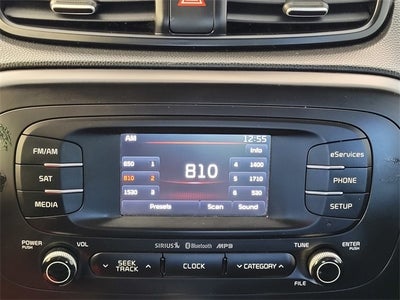 AM 12:55
Info
FM/AM
eServices
650 1 4 1400
810
SAT
810 2 5 1710
PHONE
1530 3 6 530
MEDIA
Presets Scan Sound
SETUP
POWER PUSH VOL SIRIUS Bluetooth MP3 TUNE ENTER PUSH
SEEK TRACK CLOCK CATEGORY
FILE